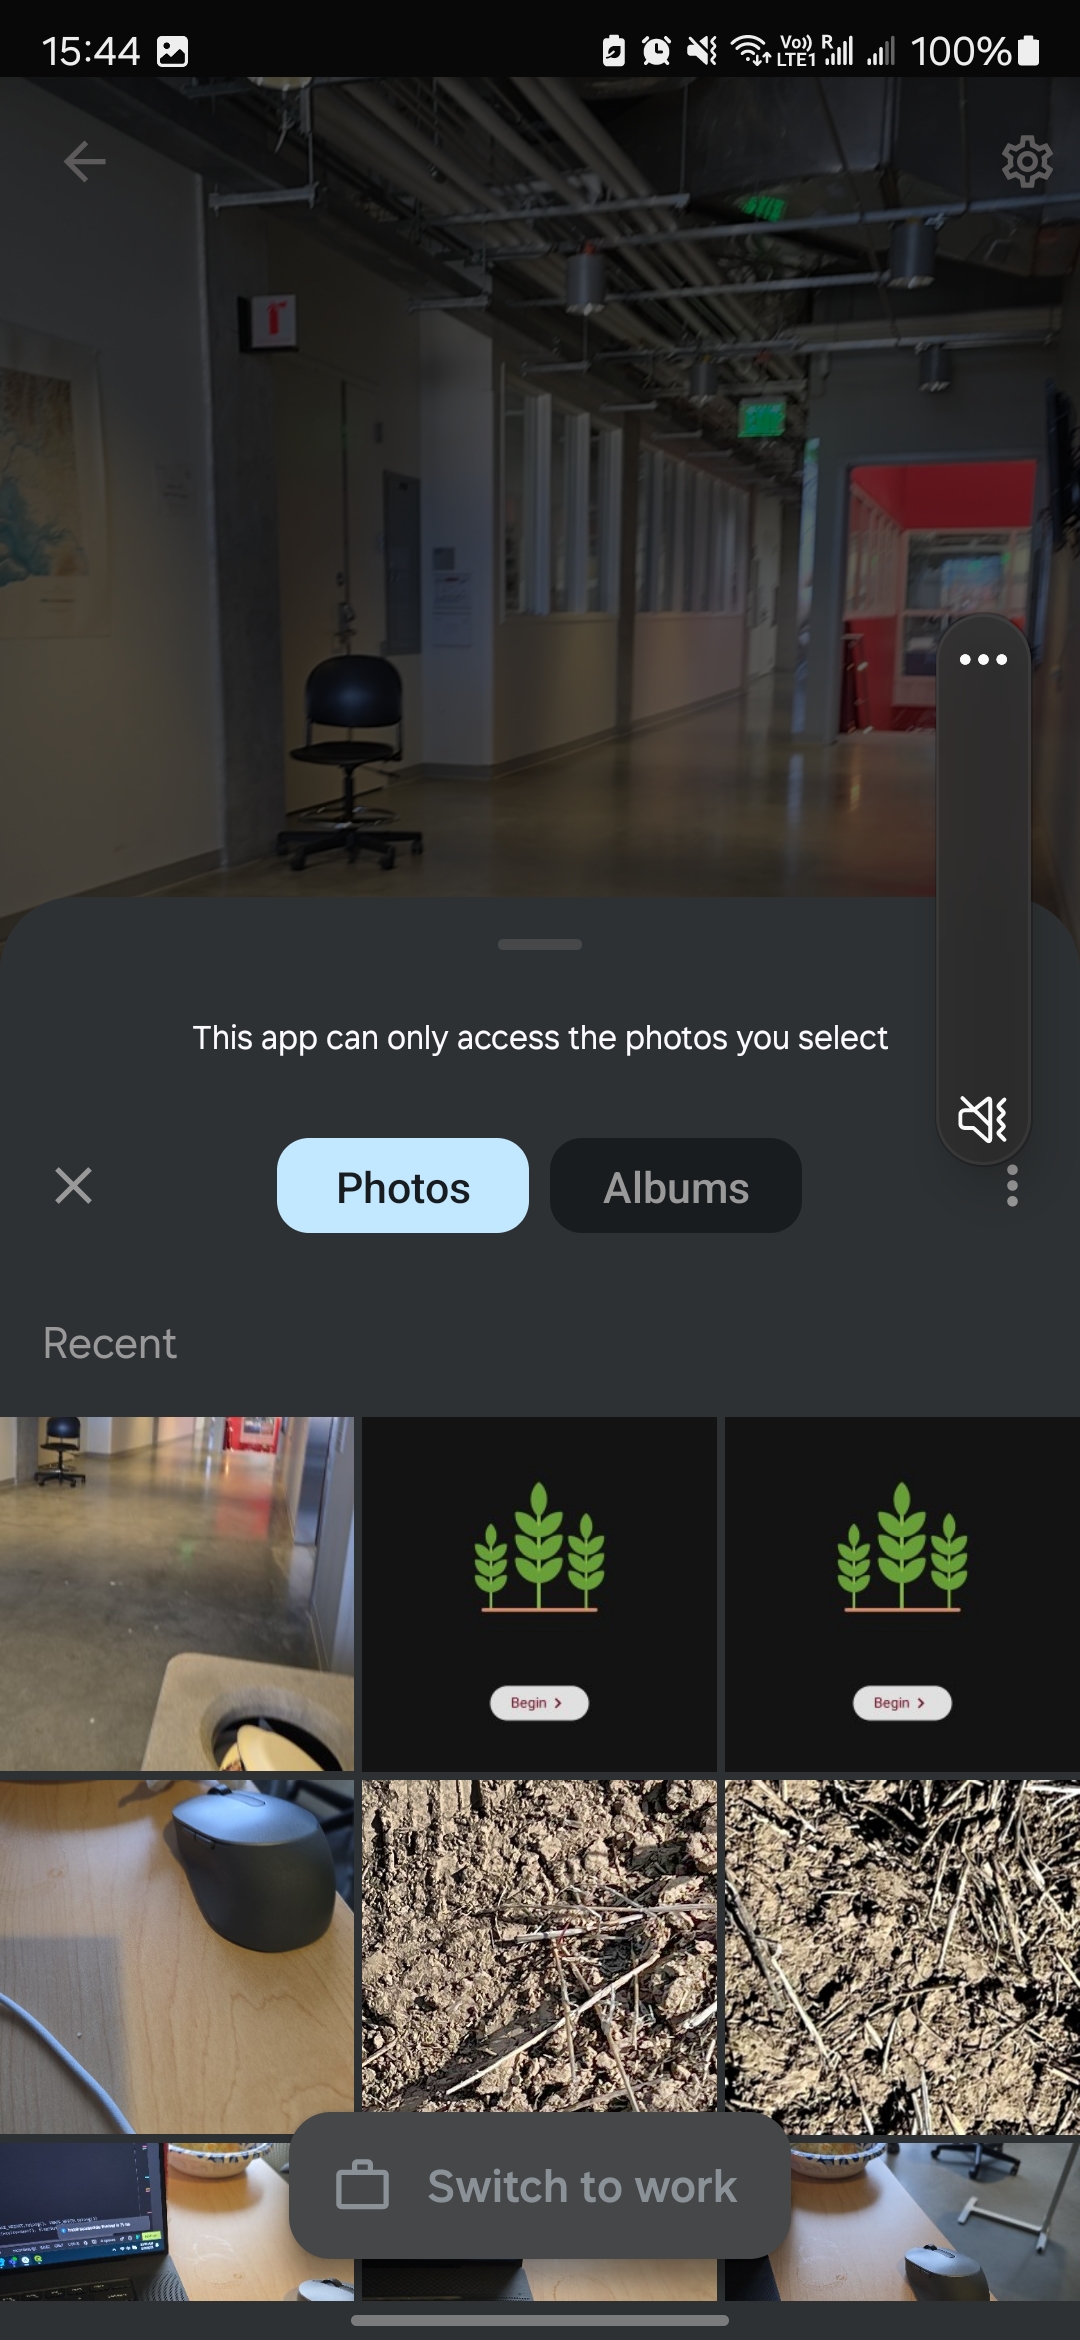 15:44
Vo))
LTE1
R
100%
This app can only access the photos you select
Photos
Albums
Recent
Begin
Begin
Switch to work